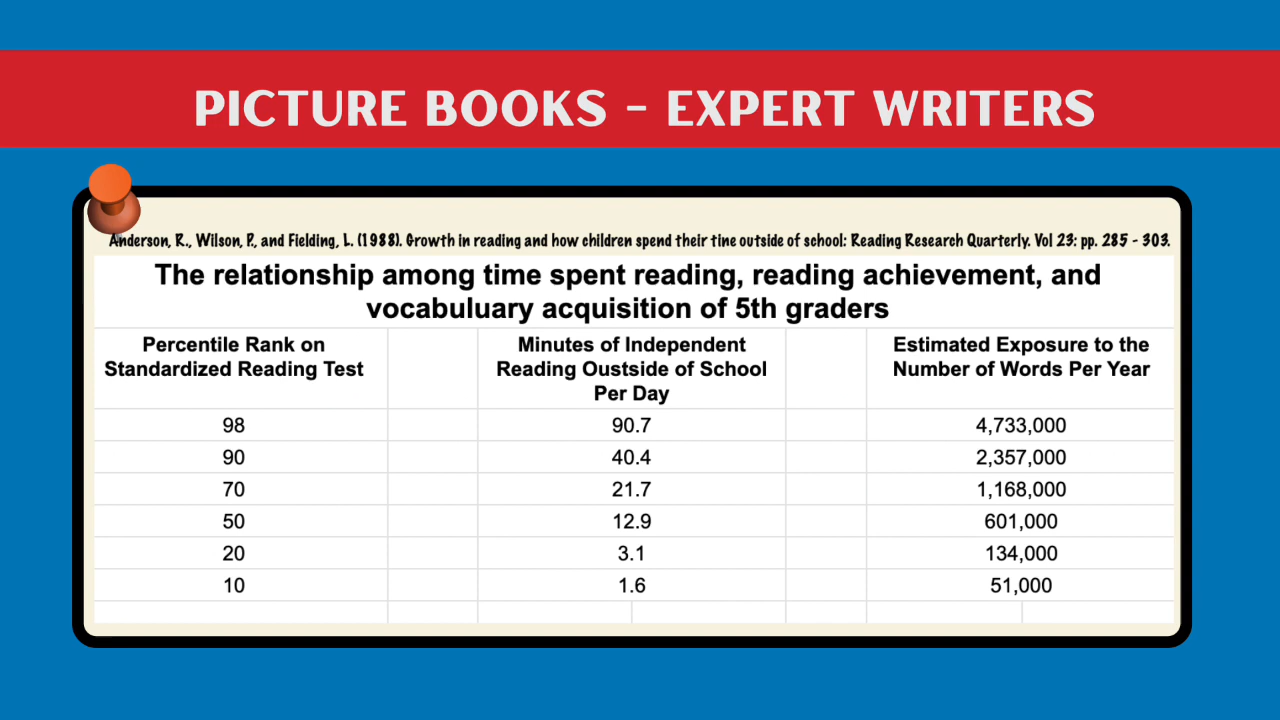 PICTURE BOOKS - EXPERT WRITERS
Anderson, R., Wilson, P., and Fielding, L. (1988). Growth in reading and how children spend their tine outside of school: Reading Research Quarterly. Vol 23: pp. 285 - 303.
The relationship among time spent reading, reading achievement, and
vocabuluary acquisition of 5th graders
Percentile Rank on
Standardized Reading Test
Minutes of Independent
Reading Oustside of School
Per Day
Estimated Exposure to the
Number of Words Per Year
98 90.7 4,733,000
90 40.4 2,357,000
70 21.7 1,168,000
50 12.9 601,000
20 3.1 134,000
10 1.6 51,000